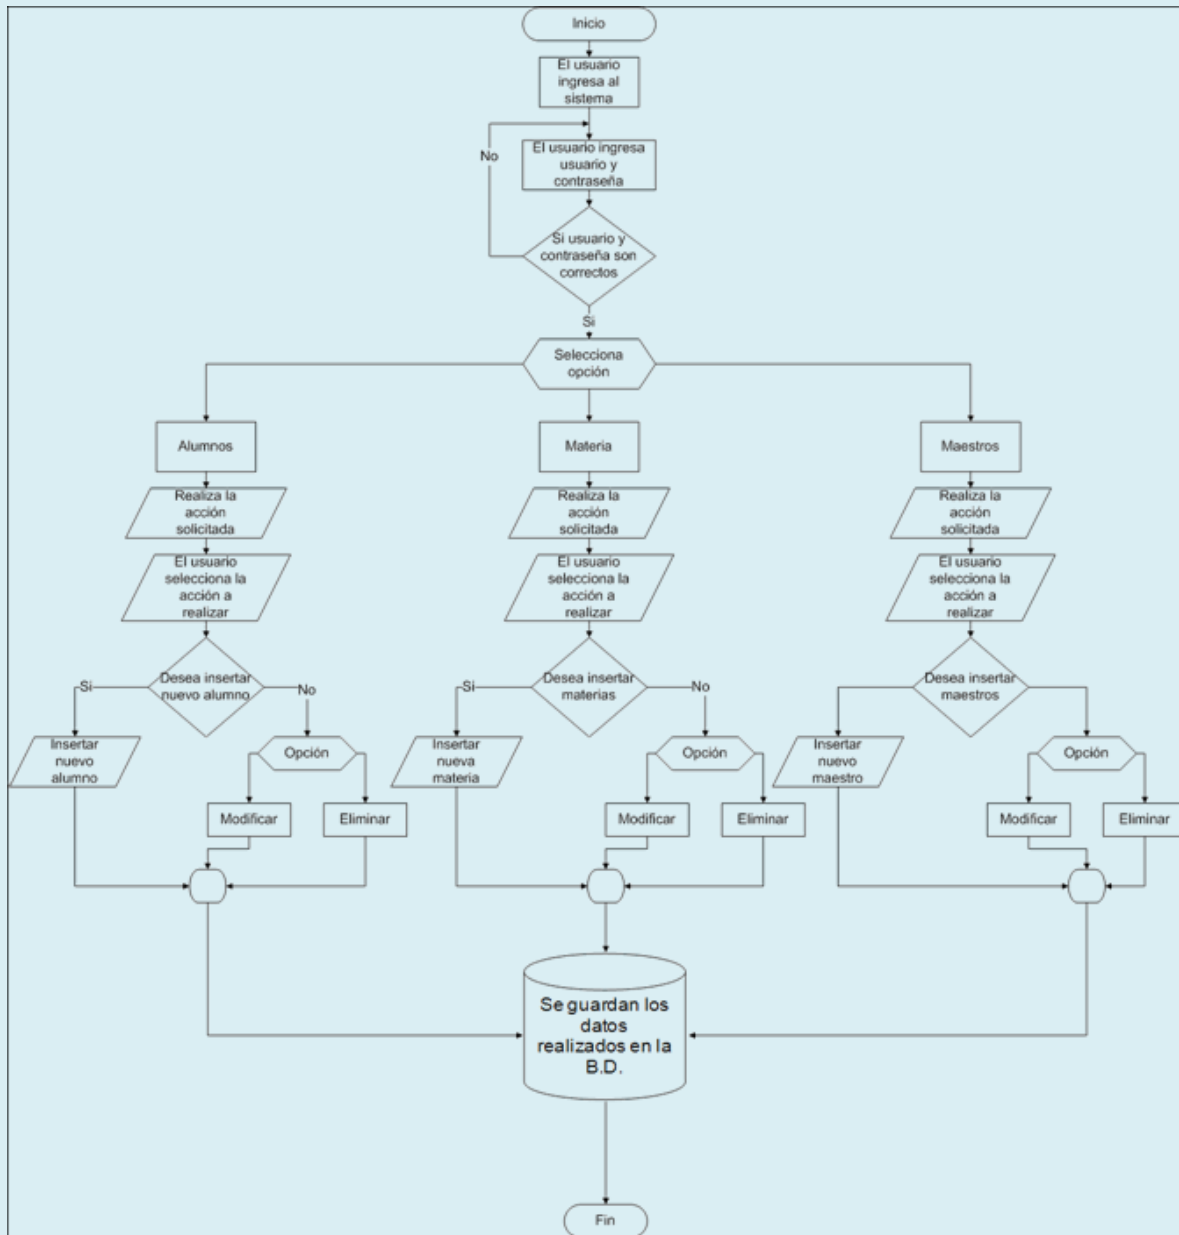 Inicio
El usuario
ingresa al
sistema
No
El usuario ingresa
usuario y
contraseña
Si usuario y
contraseña son
correctos
Si
Selecciona
opción
Alumnos
Materia
Maestros
Realiza la
acción
solicitada
Realiza la
acción
solicitada
Realiza la
acción
solicitada
El usuario
selecciona la
acción a
realizar
El usuario
selecciona la
acción a
realizar
El usuario
selecciona la
acción a
realizar
Si
Desea insertar
nuevo alumno
No
Si
Desea insertar
materias
No
Desea insertar
maestros
Insertar
nuevo
alumno
Opción
Insertar
nueva
materia
Opción
Insertar
nuevo
maestro
Opción
Modificar
Eliminar
Modificar
Eliminar
Modificar
Eliminar
Se guardan los
datos
realizados en la
B.D.
Fin